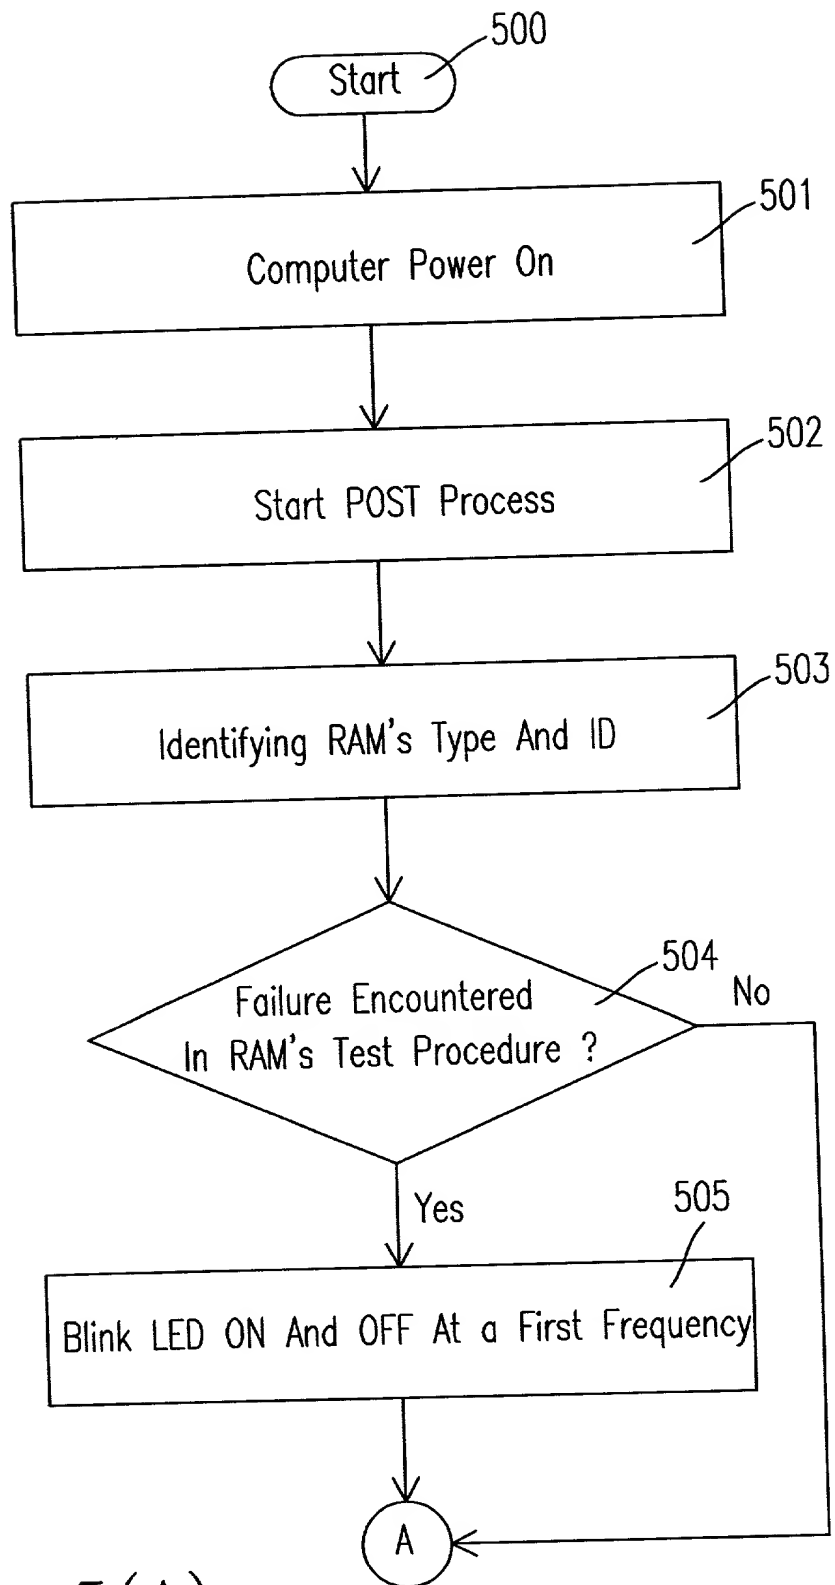 500
Start
501
Computer Power On
502
Start POST Process
503
Identifying RAM's Type And ID
504
Failure Encountered
In RAM's Test Procedure ?
No
Yes
505
Blink LED ON And OFF At a First Frequency
A